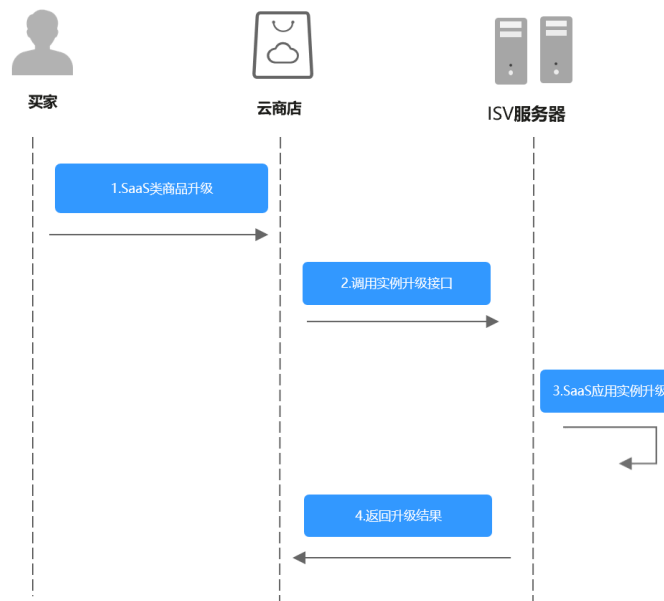 买家
云商店
ISV服务器
1.SaaS类商品升级
2.调用实例升级接口
3.SaaS应用实例升级
4.返回升级结果